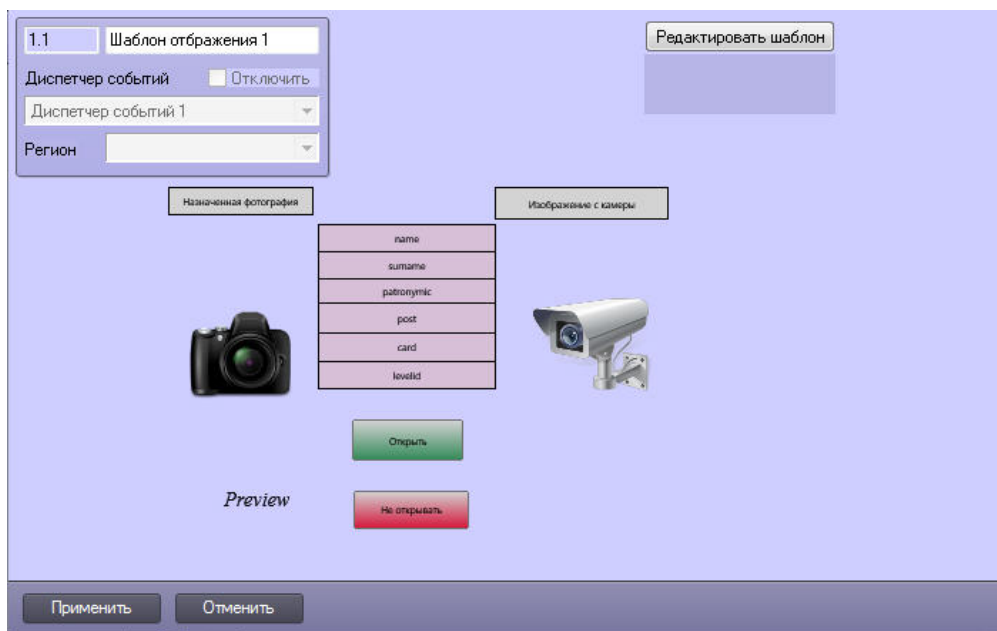 1.1
Шаблон отбражения 1
Редактировать шаблон
Диспетчер событий
Отключить
Диспетчер событий 1
Регион
Назначенная фотография
Изображение с камеры
name
surname
patronymic
post
card
levelid
Открыть
Preview
Не открывать
Применить
Отменить